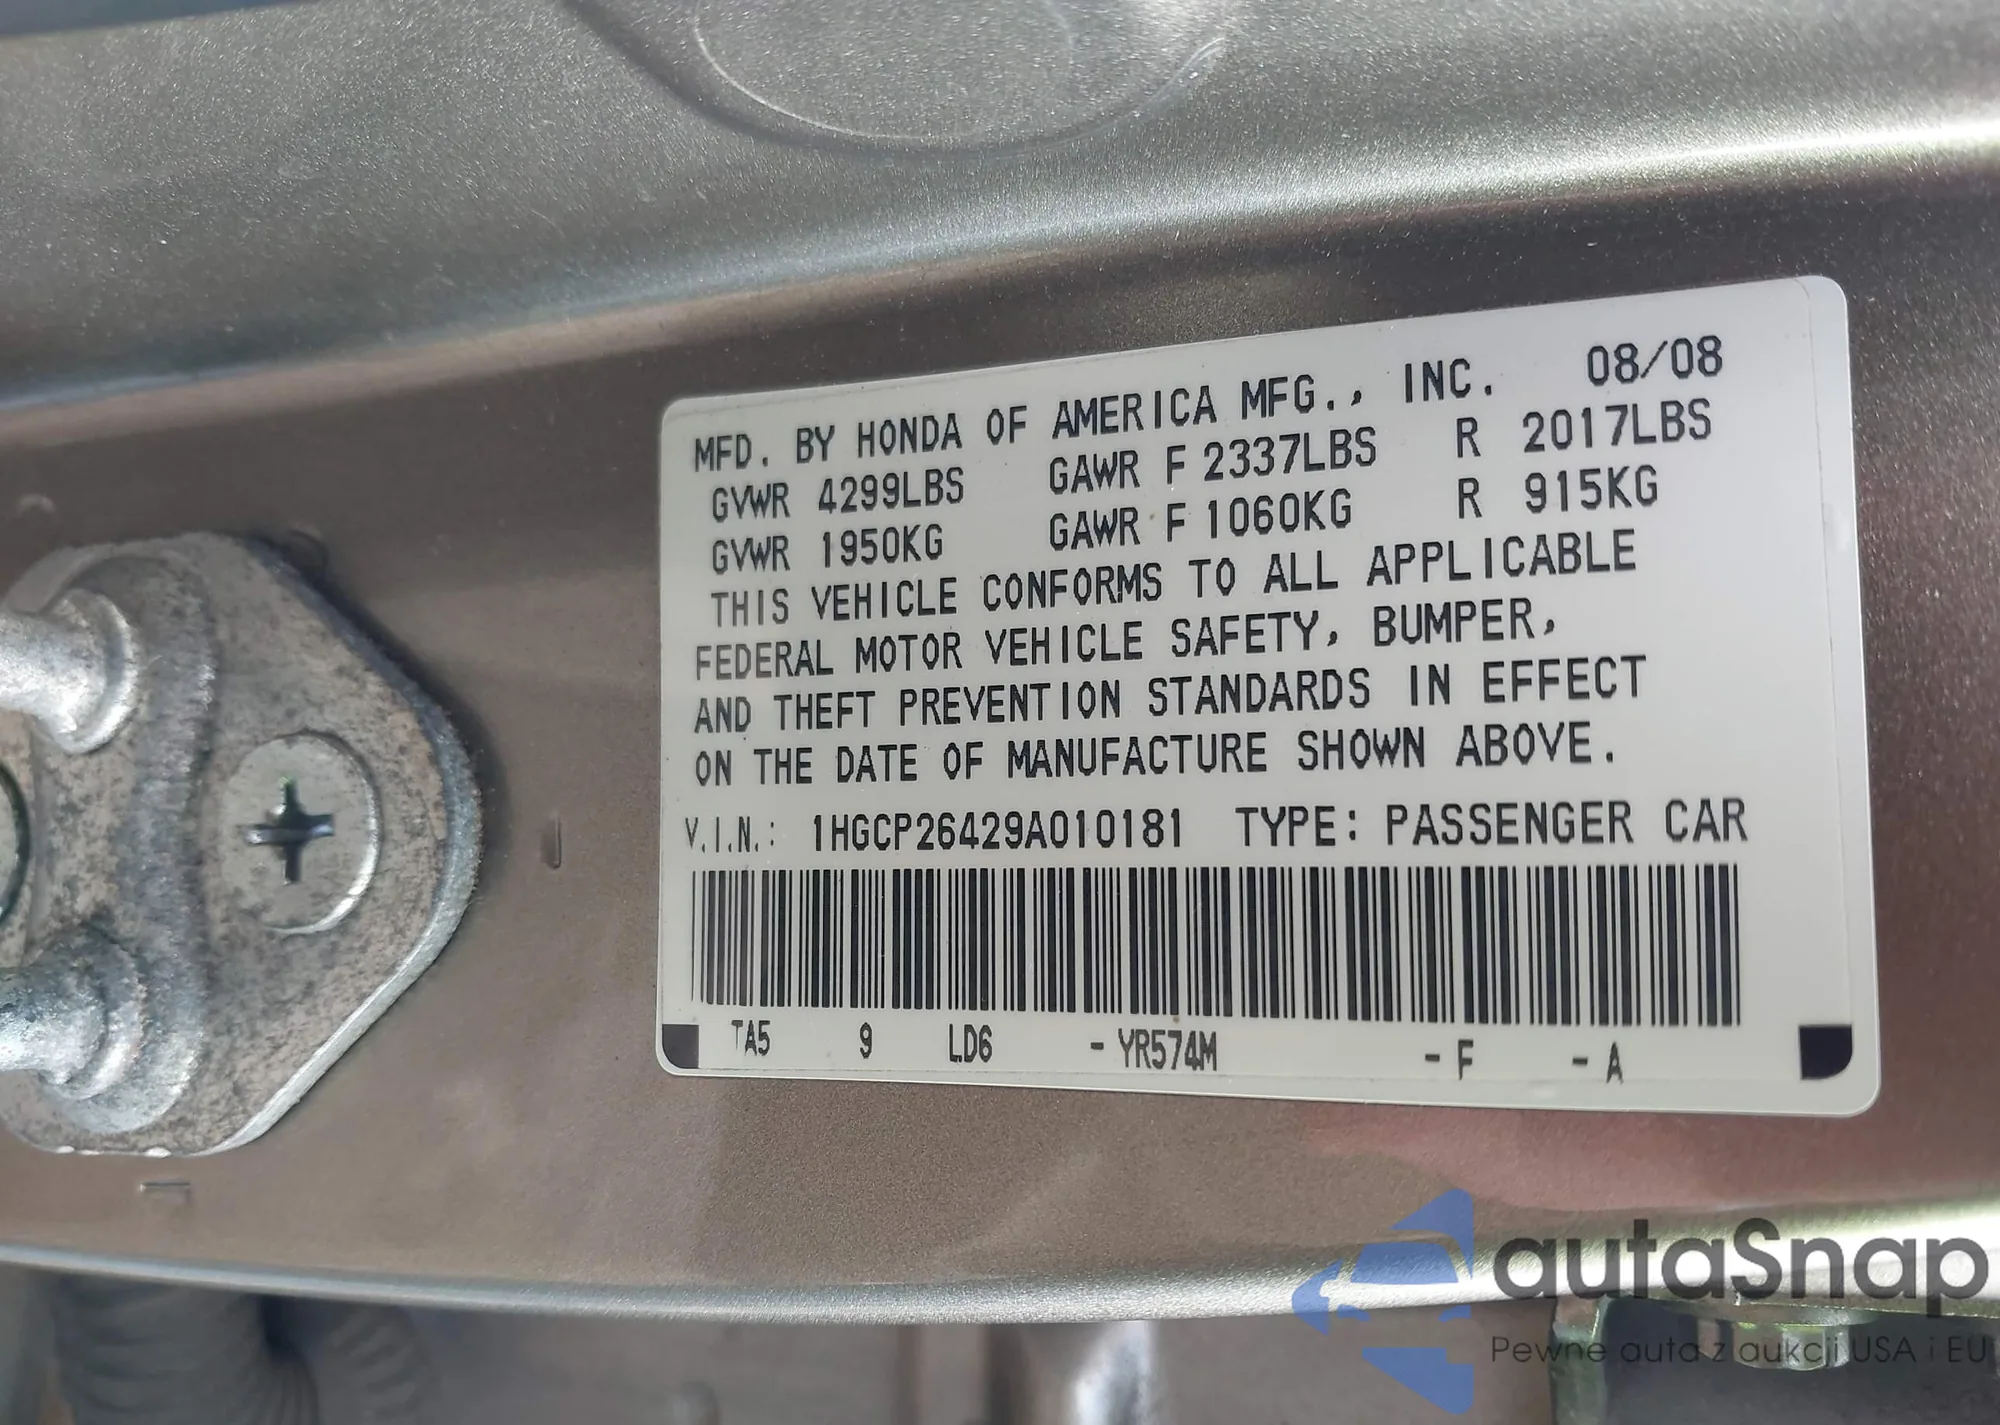 MFD. BY HONDA OF AMERICA MFG., INC. 08/08
GVWR 4299LBS GAWR F 2337LBS R 2017LBS
GVWR 1950KG GAWR F 1060KG R 915KG
THIS VEHICLE CONFORMS TO ALL APPLICABLE
FEDERAL MOTOR VEHICLE SAFETY, BUMPER,
AND THEFT PREVENTION STANDARDS IN EFFECT
ON THE DATE OF MANUFACTURE SHOWN ABOVE.
V.I.N.: 1HGCP26429A010181 TYPE: PASSENGER CAR
TA5 9 LD6 - YR574M - F - A
autaSnap
Pewne auta z aukcji USA i EU